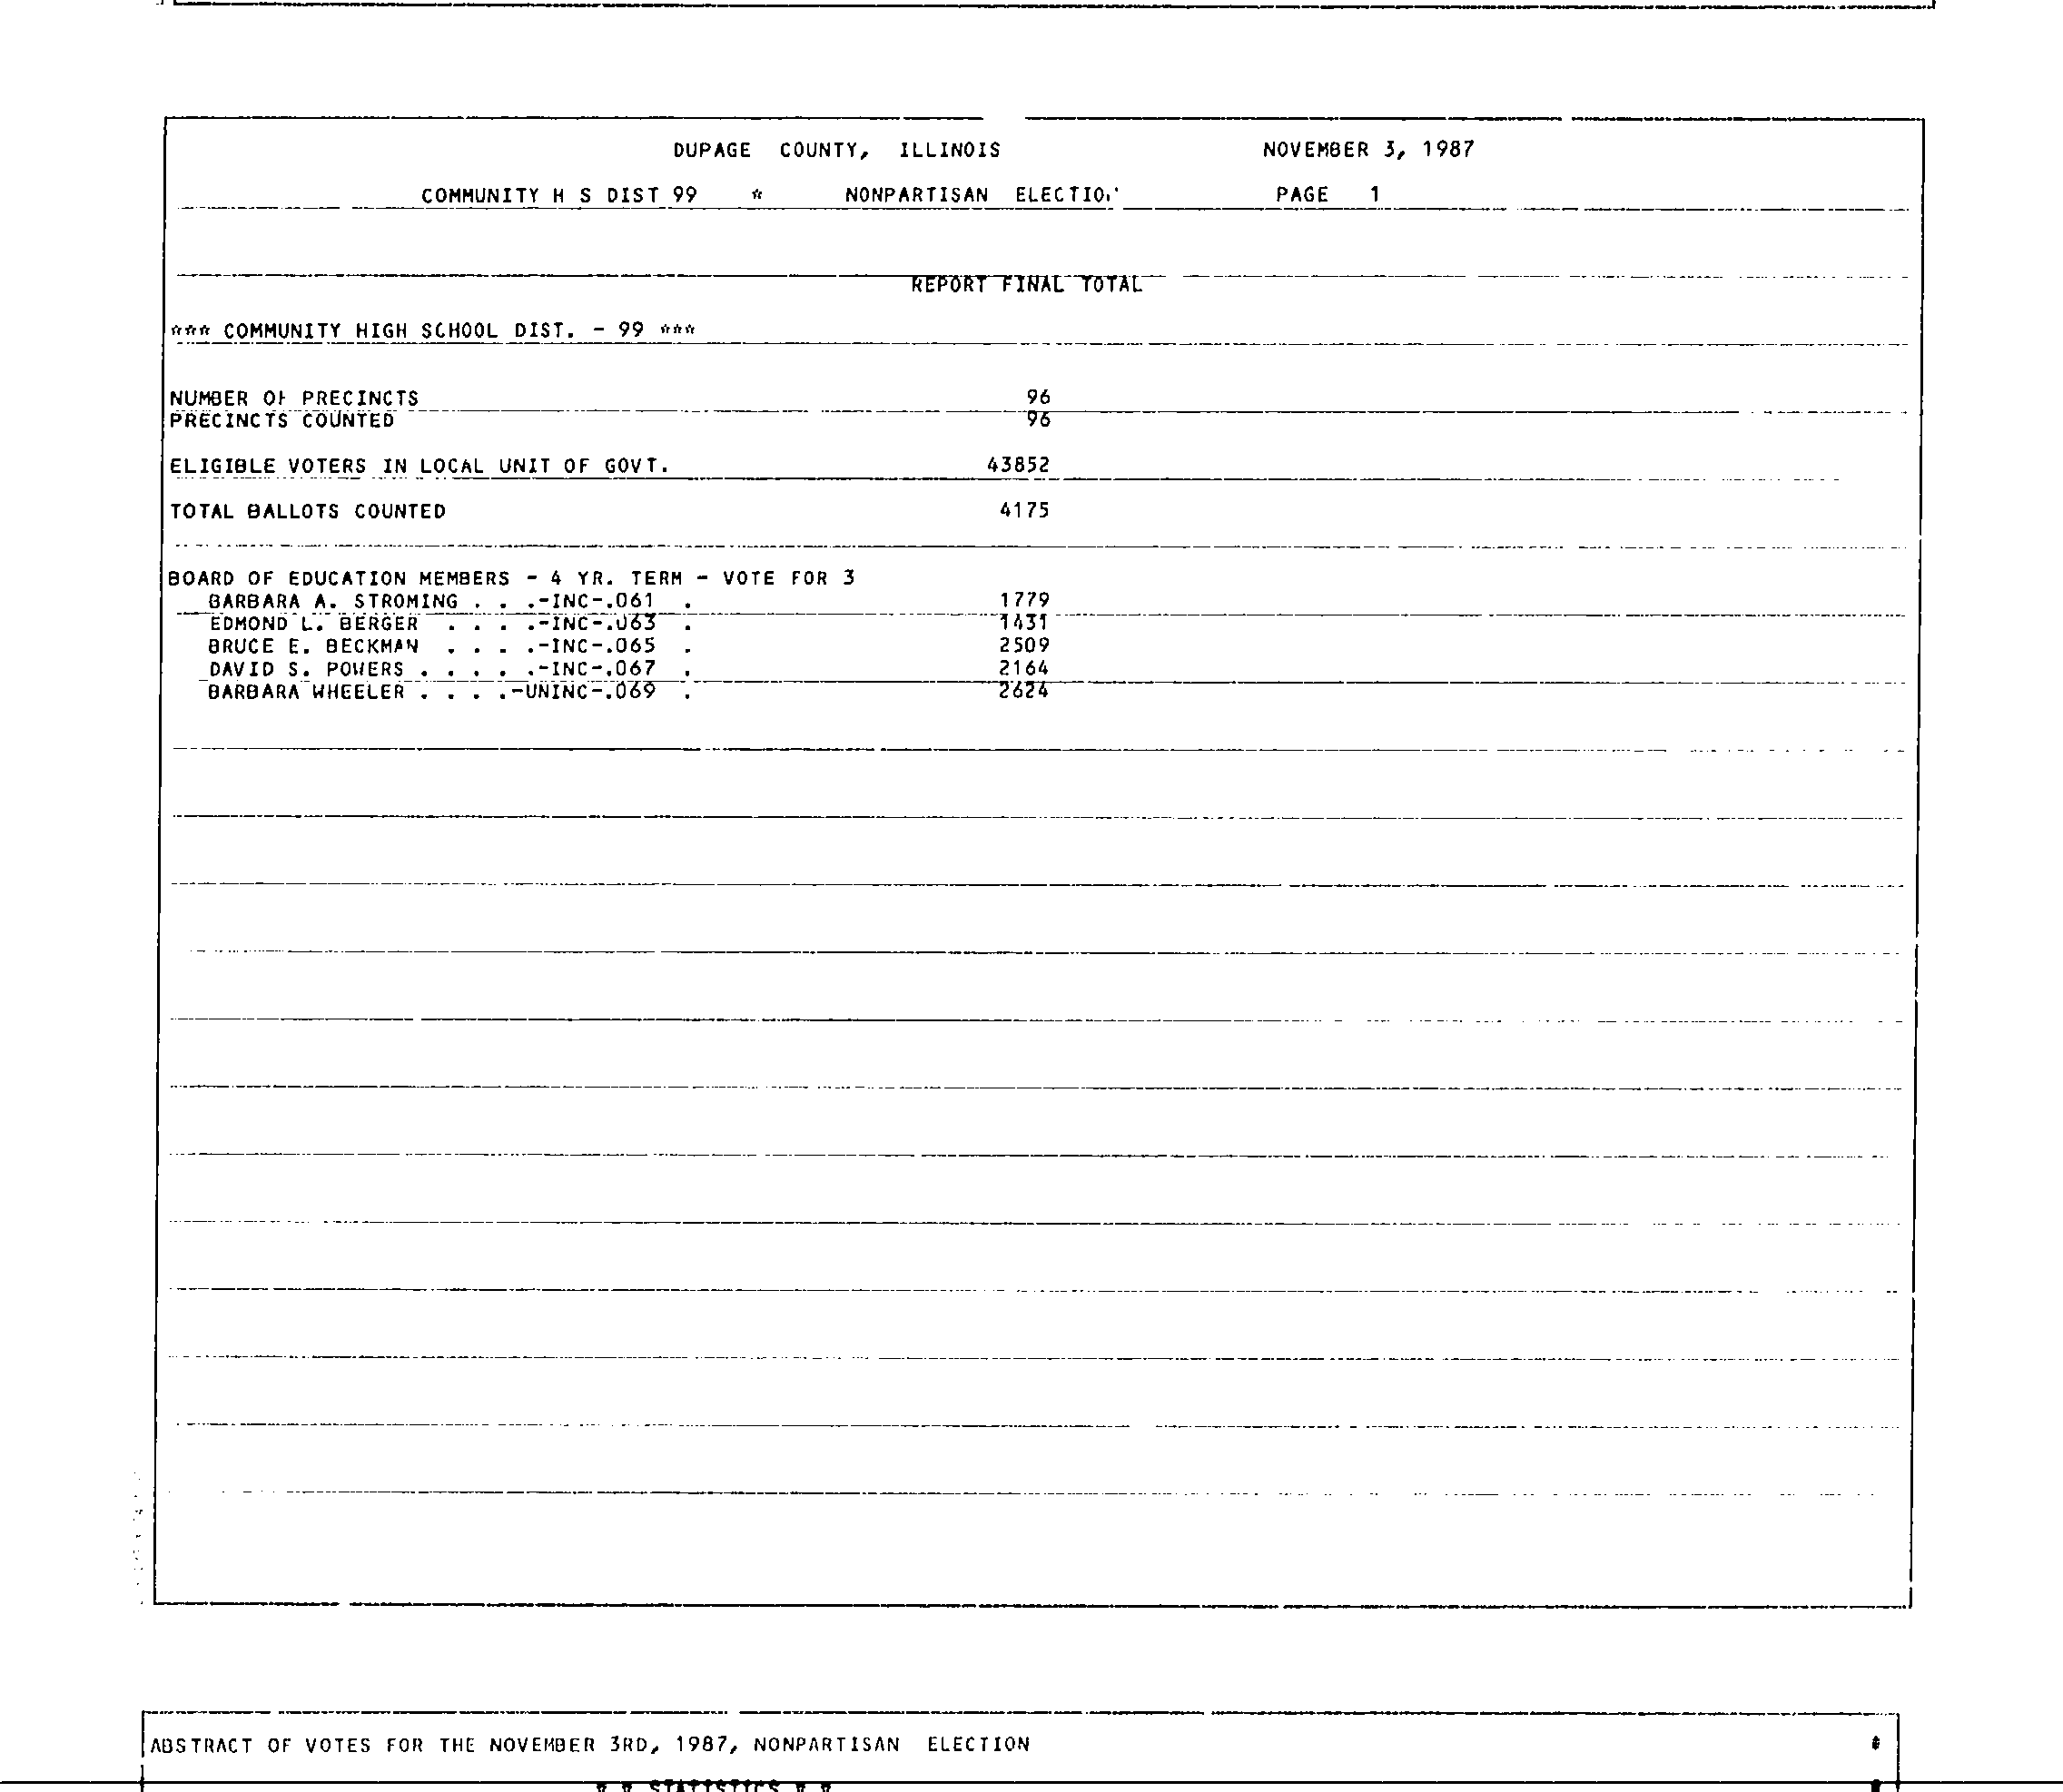 DUPAGE COUNTY, ILLINOIS NOVEMBER 3, 1987
COMMUNITY H S DIST 99 * NONPARTISAN ELECTIO PAGE 1
REPORT FINAL TOTAL
*** COMMUNITY HIGH SCHOOL DIST. - 99 ***
NUMBER OF PRECINCTS 96
PRECINCTS COUNTED 96
ELIGIBLE VOTERS IN LOCAL UNIT OF GOVT. 43852
TOTAL BALLOTS COUNTED 4175
BOARD OF EDUCATION MEMBERS - 4 YR. TERM - VOTE FOR 3
BARBARA A. STROMING . . .-INC-.061 . 1779
EDMOND L. BERGER . . . .-INC-.063 . 1431
BRUCE E. BECKMAN . . . .-INC-.065 . 2509
DAVID S. POWERS . . . . .-INC-.067 . 2164
BARBARA WHEELER . . . .-UNINC-.069 . 2624
ABSTRACT OF VOTES FOR THE NOVEMBER 3RD, 1987, NONPARTISAN ELECTION
* * STATISTICS * *